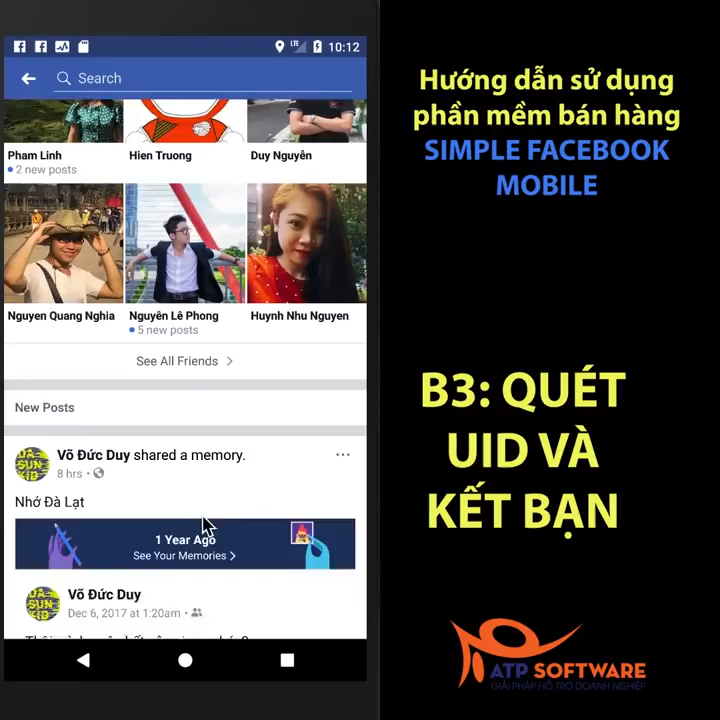 LTE 10:12
Search
Pham Linh
2 new posts
Hien Truong
Duy Nguyên
Nguyen Quang Nghia
Nguyên Lê Phong
5 new posts
Huynh Nhu Nguyen
See All Friends
New Posts
Võ Đức Duy shared a memory.
8 hrs
Nhớ Đà Lạt
1 Year Ago
See Your Memories
Võ Đức Duy
Dec 6, 2017 at 1:20am
Hướng dẫn sử dụng
phần mềm bán hàng
SIMPLE FACEBOOK
MOBILE
B3: QUÉT
UID VÀ
KẾT BẠN
ATP SOFTWARE
GIẢI PHÁP HỖ TRỢ DOANH NGHIỆP